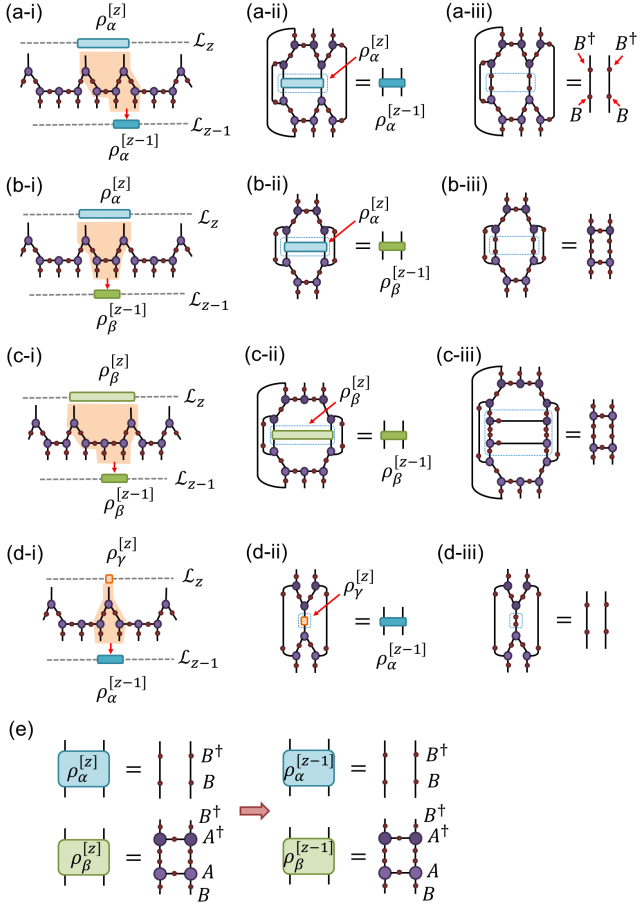 (a-i) (a-ii) (a-iii)
ρ_α^[z] ℒ_z ρ_α^[z] B† B†
=
=
ρ_α^[z-1] ℒ_{z-1} ρ_α^[z-1] B B
(b-i) (b-ii) (b-iii)
ρ_α^[z] ℒ_z ρ_α^[z]
=
=
ρ_β^[z-1] ℒ_{z-1} ρ_β^[z-1]
(c-i) (c-ii) (c-iii)
ρ_β^[z] ℒ_z ρ_β^[z]
=
=
ρ_β^[z-1] ℒ_{z-1} ρ_β^[z-1]
(d-i) (d-ii) (d-iii)
ρ_γ^[z] ℒ_z ρ_γ^[z]
=
=
ρ_α^[z-1] ℒ_{z-1} ρ_α^[z-1]
(e)
ρ_α^[z] = B† B ρ_α^[z-1] = B† B
ρ_β^[z] = B† A† A B ρ_β^[z-1] = B† A† A B